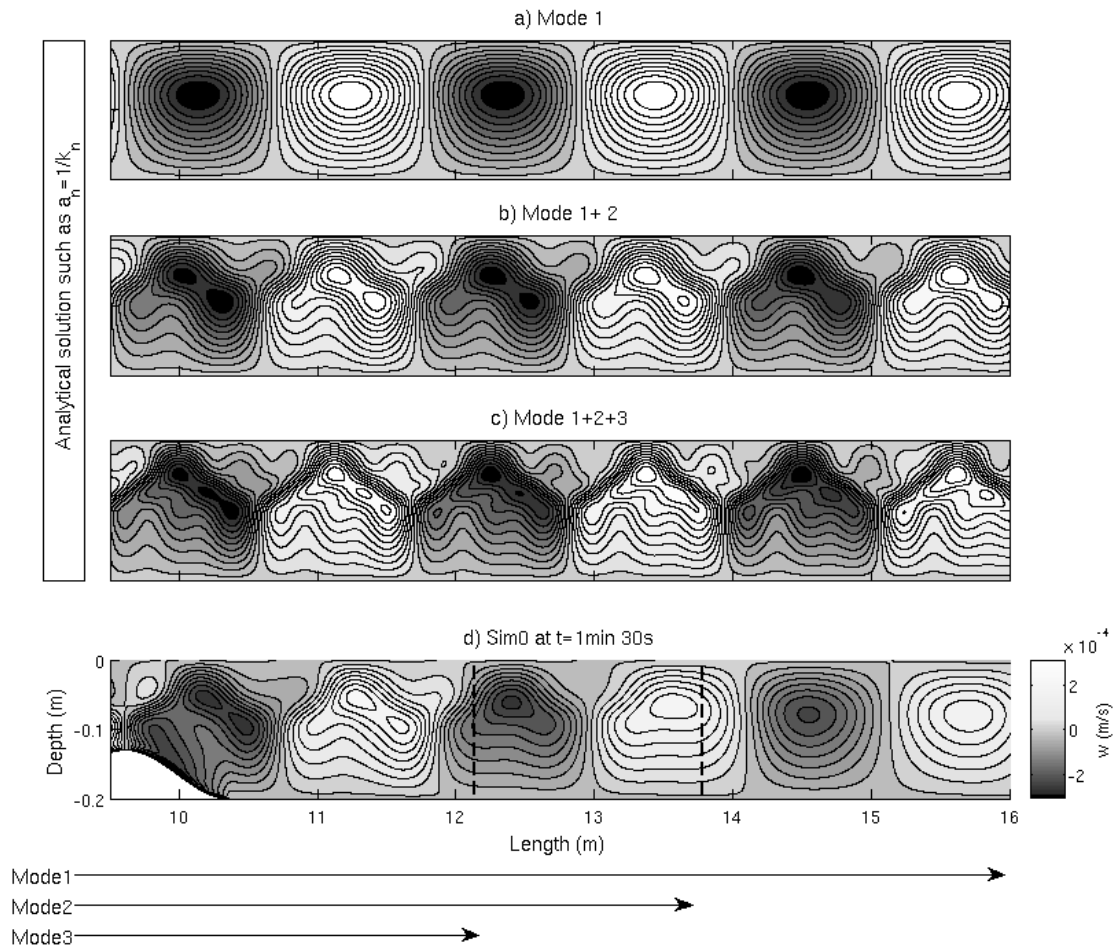 a) Mode 1
Analytical solution such as a_n = 1/k_n
b) Mode 1+ 2
c) Mode 1+2+3
d) Sim0 at t=1min 30s
× 10^-4
0
-0.1
-0.2
Depth (m)
2
0
-2
w (m/s)
10 11 12 13 14 15 16
Length (m)
Mode1
Mode2
Mode3